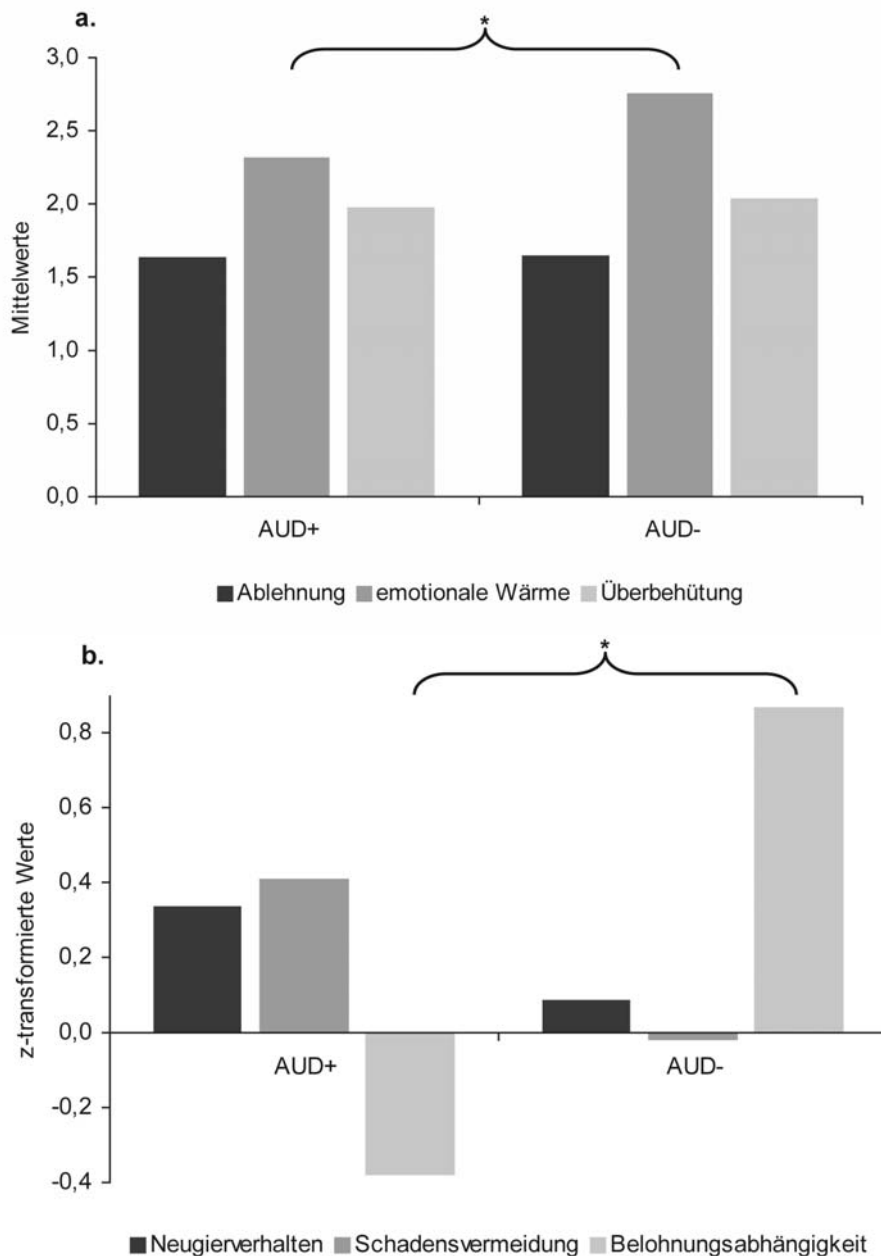 a.
*
3,0
2,5
2,0
1,5
1,0
0,5
0,0
Mittelwerte
AUD+ AUD-
Ablehnung emotionale Wärme Überbehütung
b.
*
0,8
0,6
0,4
0,2
0,0
-0,2
-0,4
z-transformierte Werte
AUD+ AUD-
Neugierverhalten Schadensvermeidung Belohnungsabhängigkeit